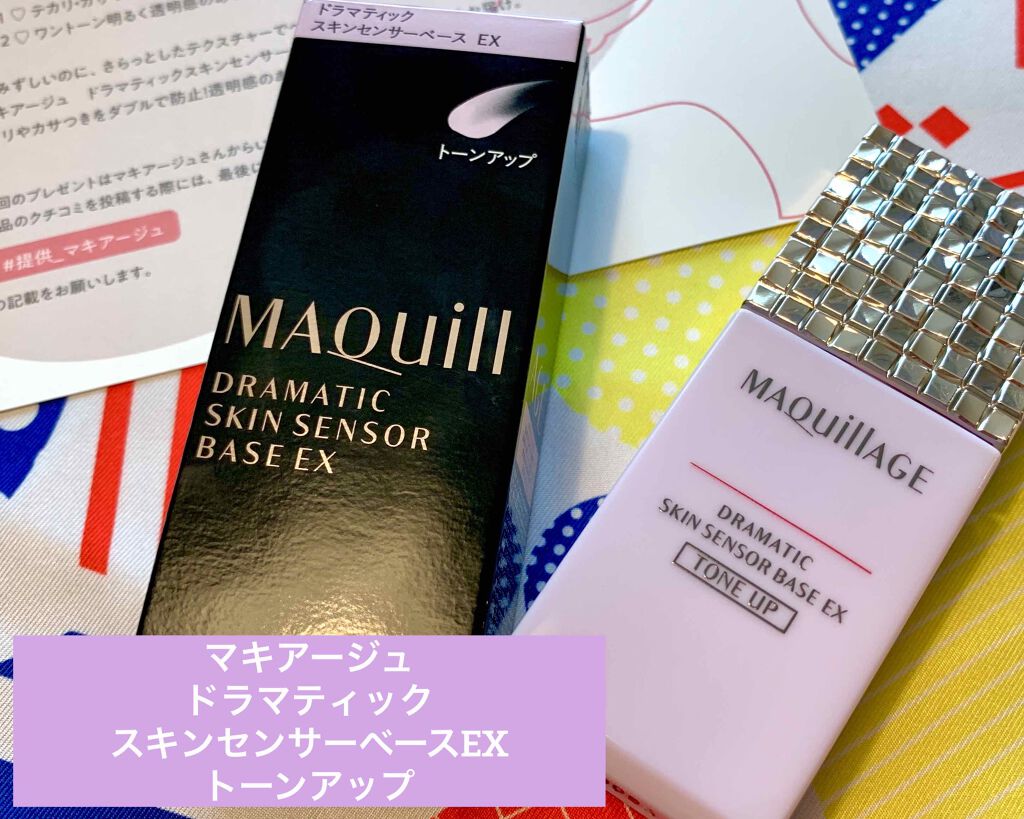 ワントーン明るく透明感のあ
みずしいのに、さらっとしたテクスチャーで
キアージュ ドラマティックスキンセンサー
リやカサつきをダブルで防止!透明感のあ
回のプレゼントはマキアージュさんからい
品のクチコミを投稿する際には、最後に
#提供_マキアージュ
の記載をお願いします。
ドラマティック
スキンセンサーベース EX
トーンアップ
MAQuill
DRAMATIC
SKIN SENSOR
BASE EX
MAQuillAGE
DRAMATIC
SKIN SENSOR BASE EX
TONE UP
マキアージュ
ドラマティック
スキンセンサーベースEX
トーンアップ